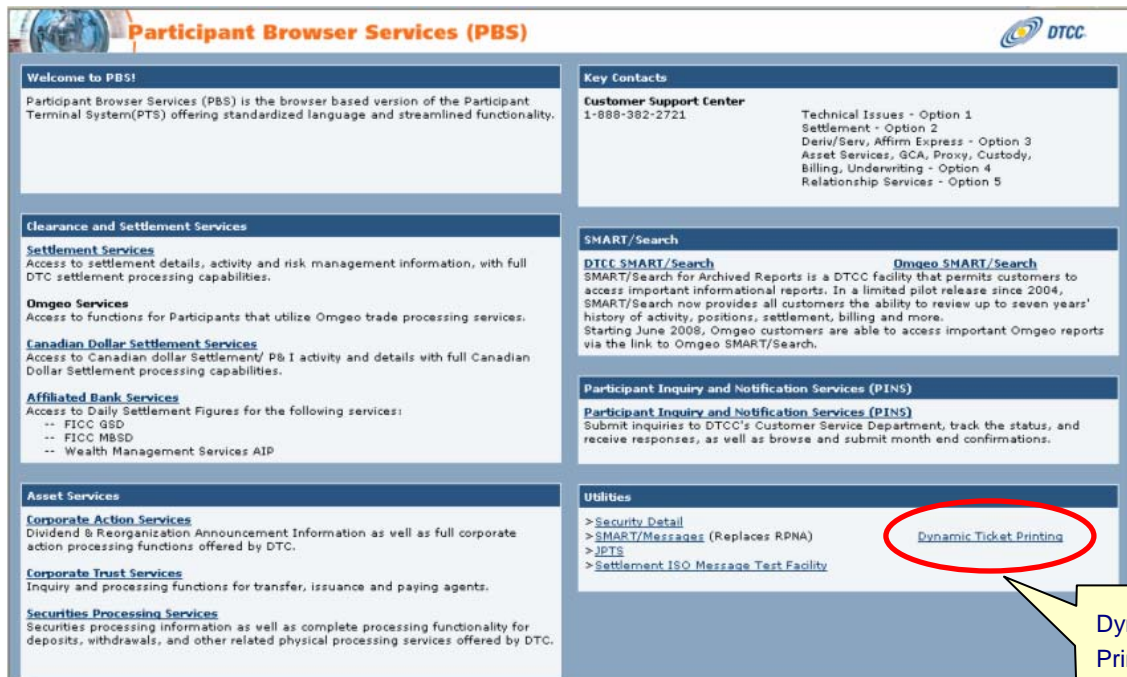 Participant Browser Services (PBS)
DTCC
Welcome to PBS!
Participant Browser Services (PBS) is the browser based version of the Participant
Terminal System(PTS) offering standardized language and streamlined functionality.
Clearance and Settlement Services
Settlement Services
Access to settlement details, activity and risk management information, with full
DTC settlement processing capabilities.
Omgeo Services
Access to functions for Participants that utilize Omgeo trade processing services.
Canadian Dollar Settlement Services
Access to Canadian dollar Settlement/ P& I activity and details with full Canadian
Dollar Settlement processing capabilities.
Affiliated Bank Services
Access to Daily Settlement Figures for the following services:
-- FICC GSD
-- FICC MBSD
-- Wealth Management Services AIP
Asset Services
Corporate Action Services
Dividend & Reorganization Announcement Information as well as full corporate
action processing functions offered by DTC.
Corporate Trust Services
Inquiry and processing functions for transfer, issuance and paying agents.
Securities Processing Services
Securities processing information as well as complete processing functionality for
deposits, withdrawals, and other related physical processing services offered by DTC.
Key Contacts
Customer Support Center
1-888-382-2721 Technical Issues - Option 1
Settlement - Option 2
Deriv/Serv, Affirm Express - Option 3
Asset Services, GCA, Proxy, Custody,
Billing, Underwriting - Option 4
Relationship Services - Option 5
SMART/Search
DTCC SMART/Search Omgeo SMART/Search
SMART/Search for Archived Reports is a DTCC facility that permits customers to
access important informational reports. In a limited pilot release since 2004,
SMART/Search now provides all customers the ability to review up to seven years'
history of activity, positions, settlement, billing and more.
Starting June 2008, Omgeo customers are able to access important Omgeo reports
via the link to Omgeo SMART/Search.
Participant Inquiry and Notification Services (PINS)
Participant Inquiry and Notification Services (PINS)
Submit inquiries to DTCC's Customer Service Department, track the status, and
receive responses, as well as browse and submit month end confirmations.
Utilities
>Security Detail
>SMART/Messages (Replaces RPNA) Dynamic Ticket Printing
>JPTS
>Settlement ISO Message Test Facility